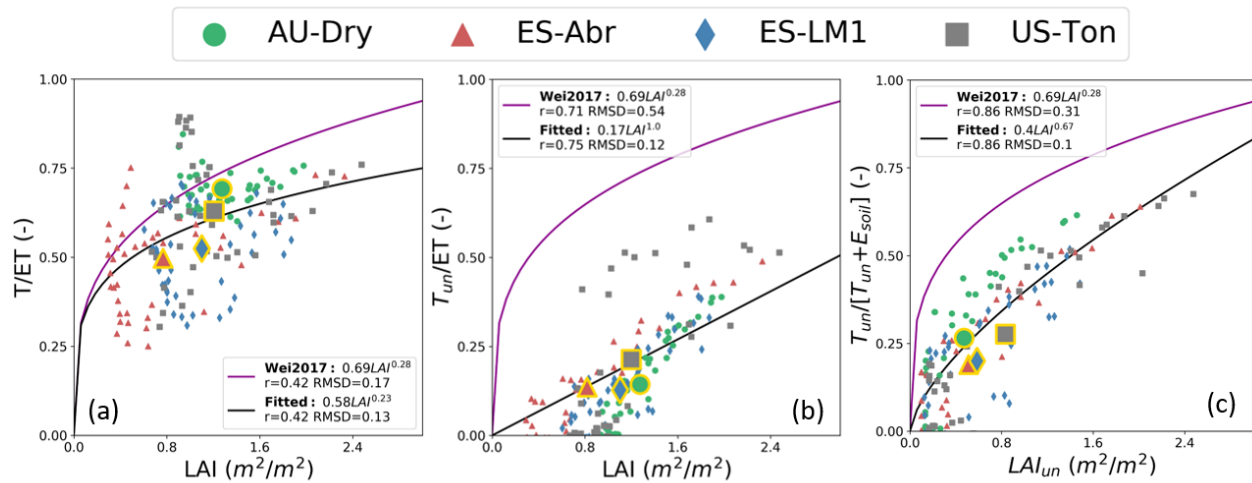 AU-Dry ES-Abr ES-LM1 US-Ton
1.00
0.75
0.50
0.25
0.00
T/ET (-)
Wei2017: 0.69LAI^0.28
r=0.42 RMSD=0.17
Fitted: 0.58LAI^0.23
r=0.42 RMSD=0.13
(a)
0.0 0.8 1.6 2.4
LAI (m²/m²)
1.00
0.75
0.50
0.25
0.00
T_un/ET (-)
Wei2017: 0.69LAI^0.28
r=0.71 RMSD=0.54
Fitted: 0.17LAI^1.0
r=0.75 RMSD=0.12
(b)
0.0 0.8 1.6 2.4
LAI (m²/m²)
1.00
0.75
0.50
0.25
0.00
T_un/[T_un+E_soil] (-)
Wei2017: 0.69LAI^0.28
r=0.86 RMSD=0.31
Fitted: 0.4LAI^0.67
r=0.86 RMSD=0.1
(c)
0.0 0.8 1.6 2.4
LAI_un (m²/m²)